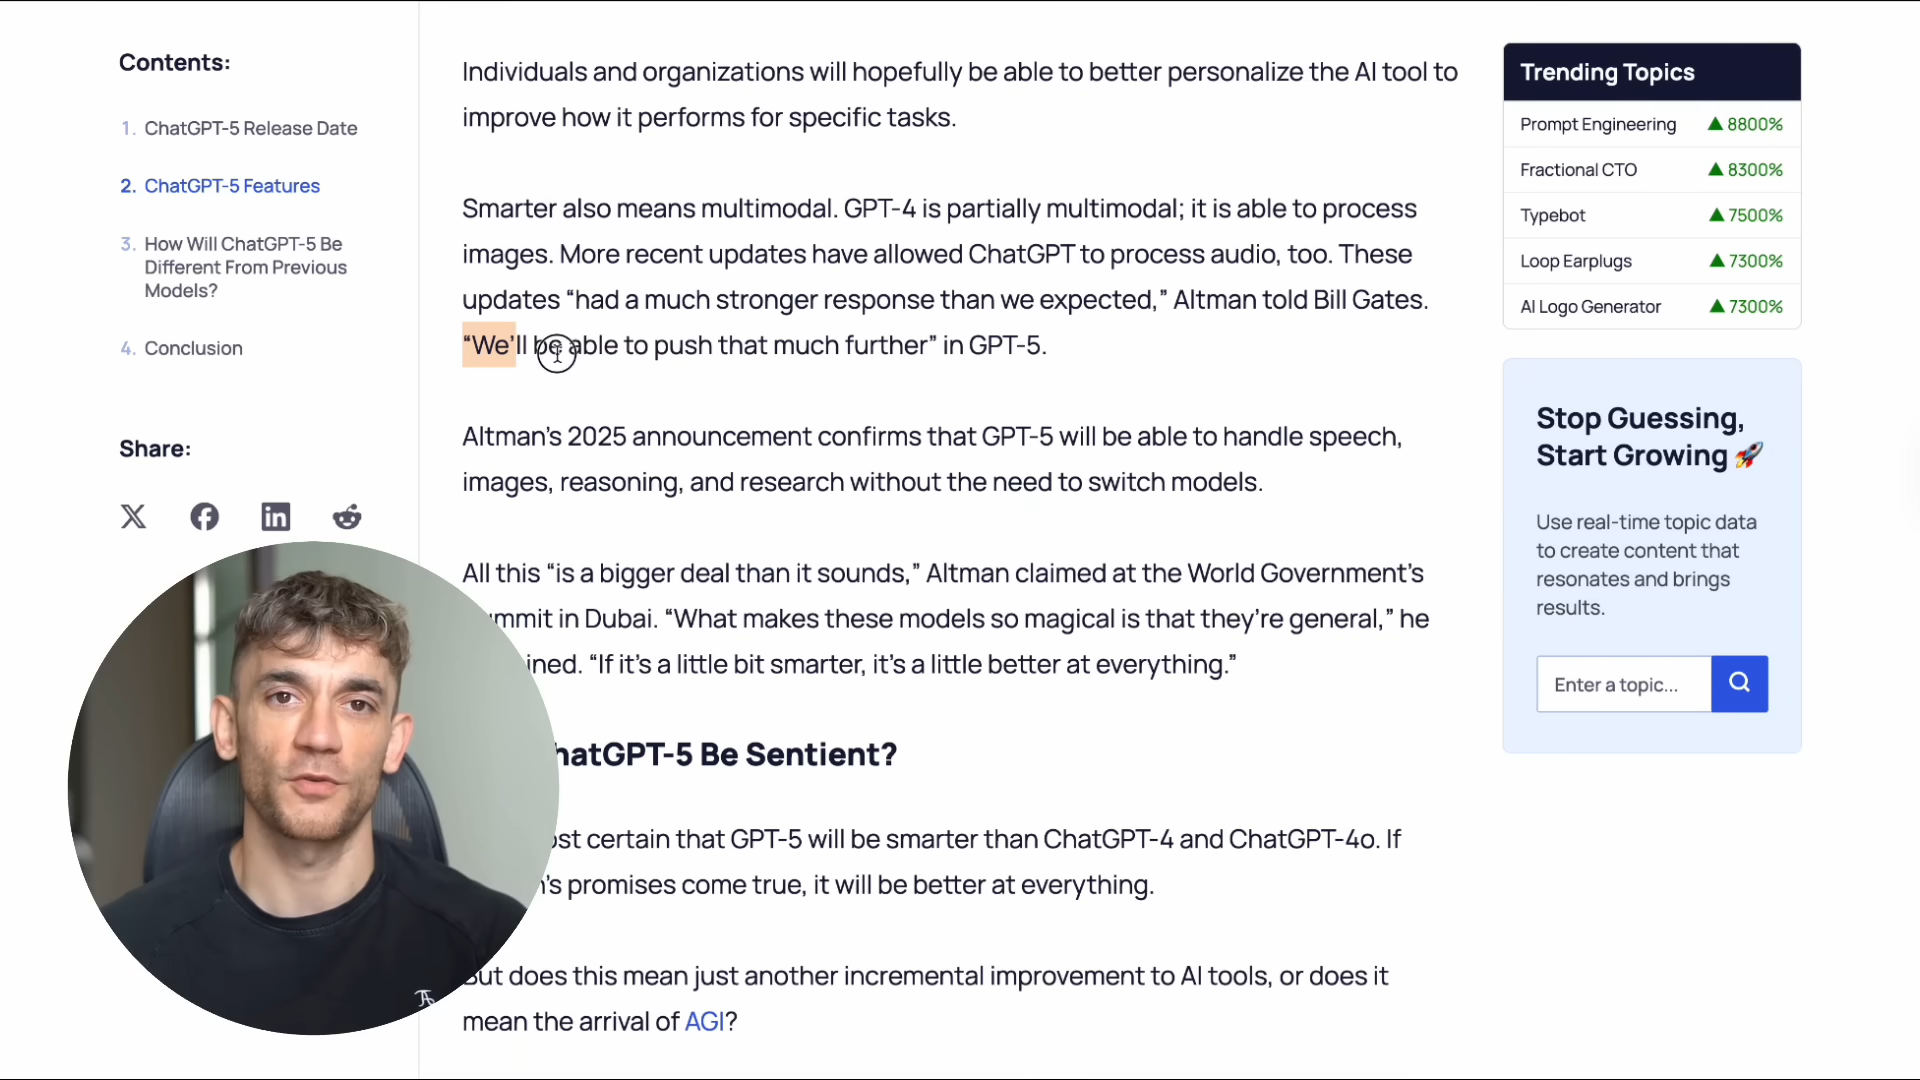 Contents:
1. ChatGPT-5 Release Date
2. ChatGPT-5 Features
3. How Will ChatGPT-5 Be
Different From Previous
Models?
4. Conclusion
Share:
Individuals and organizations will hopefully be able to better personalize the AI tool to
improve how it performs for specific tasks.
Smarter also means multimodal. GPT-4 is partially multimodal; it is able to process
images. More recent updates have allowed ChatGPT to process audio, too. These
updates “had a much stronger response than we expected,” Altman told Bill Gates.
“We’ll be able to push that much further” in GPT-5.
Altman’s 2025 announcement confirms that GPT-5 will be able to handle speech,
images, reasoning, and research without the need to switch models.
All this “is a bigger deal than it sounds,” Altman claimed at the World Government’s
in Dubai. “What makes these models so magical is that they’re general,” he
“If it’s a little bit smarter, it’s a little better at everything.”
ChatGPT-5 Be Sentient?
certain that GPT-5 will be smarter than ChatGPT-4 and ChatGPT-4o. If
promises come true, it will be better at everything.
But does this mean just another incremental improvement to AI tools, or does it
mean the arrival of AGI?
Trending Topics
Prompt Engineering ▲ 8800%
Fractional CTO ▲ 8300%
Typebot ▲ 7500%
Loop Earplugs ▲ 7300%
AI Logo Generator ▲ 7300%
Stop Guessing,
Start Growing 🚀
Use real-time topic data
to create content that
resonates and brings
results.
Enter a topic...